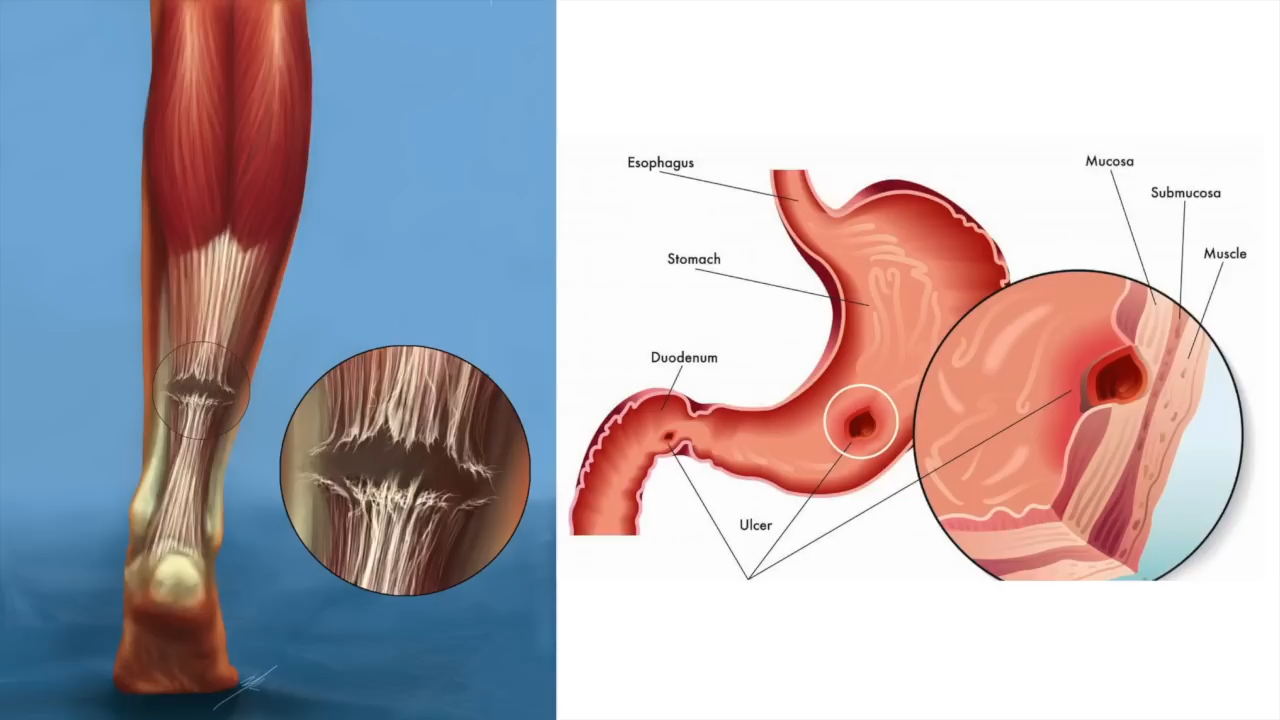 Esophagus
Mucosa
Submucosa
Stomach
Muscle
Duodenum
Ulcer